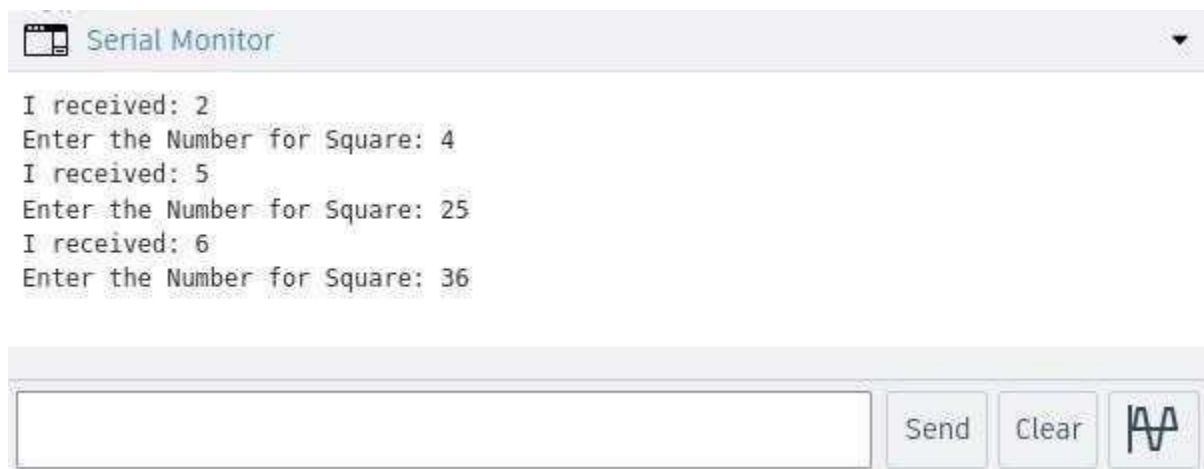 Serial Monitor
I received: 2
Enter the Number for Square: 4
I received: 5
Enter the Number for Square: 25
I received: 6
Enter the Number for Square: 36
Send Clear